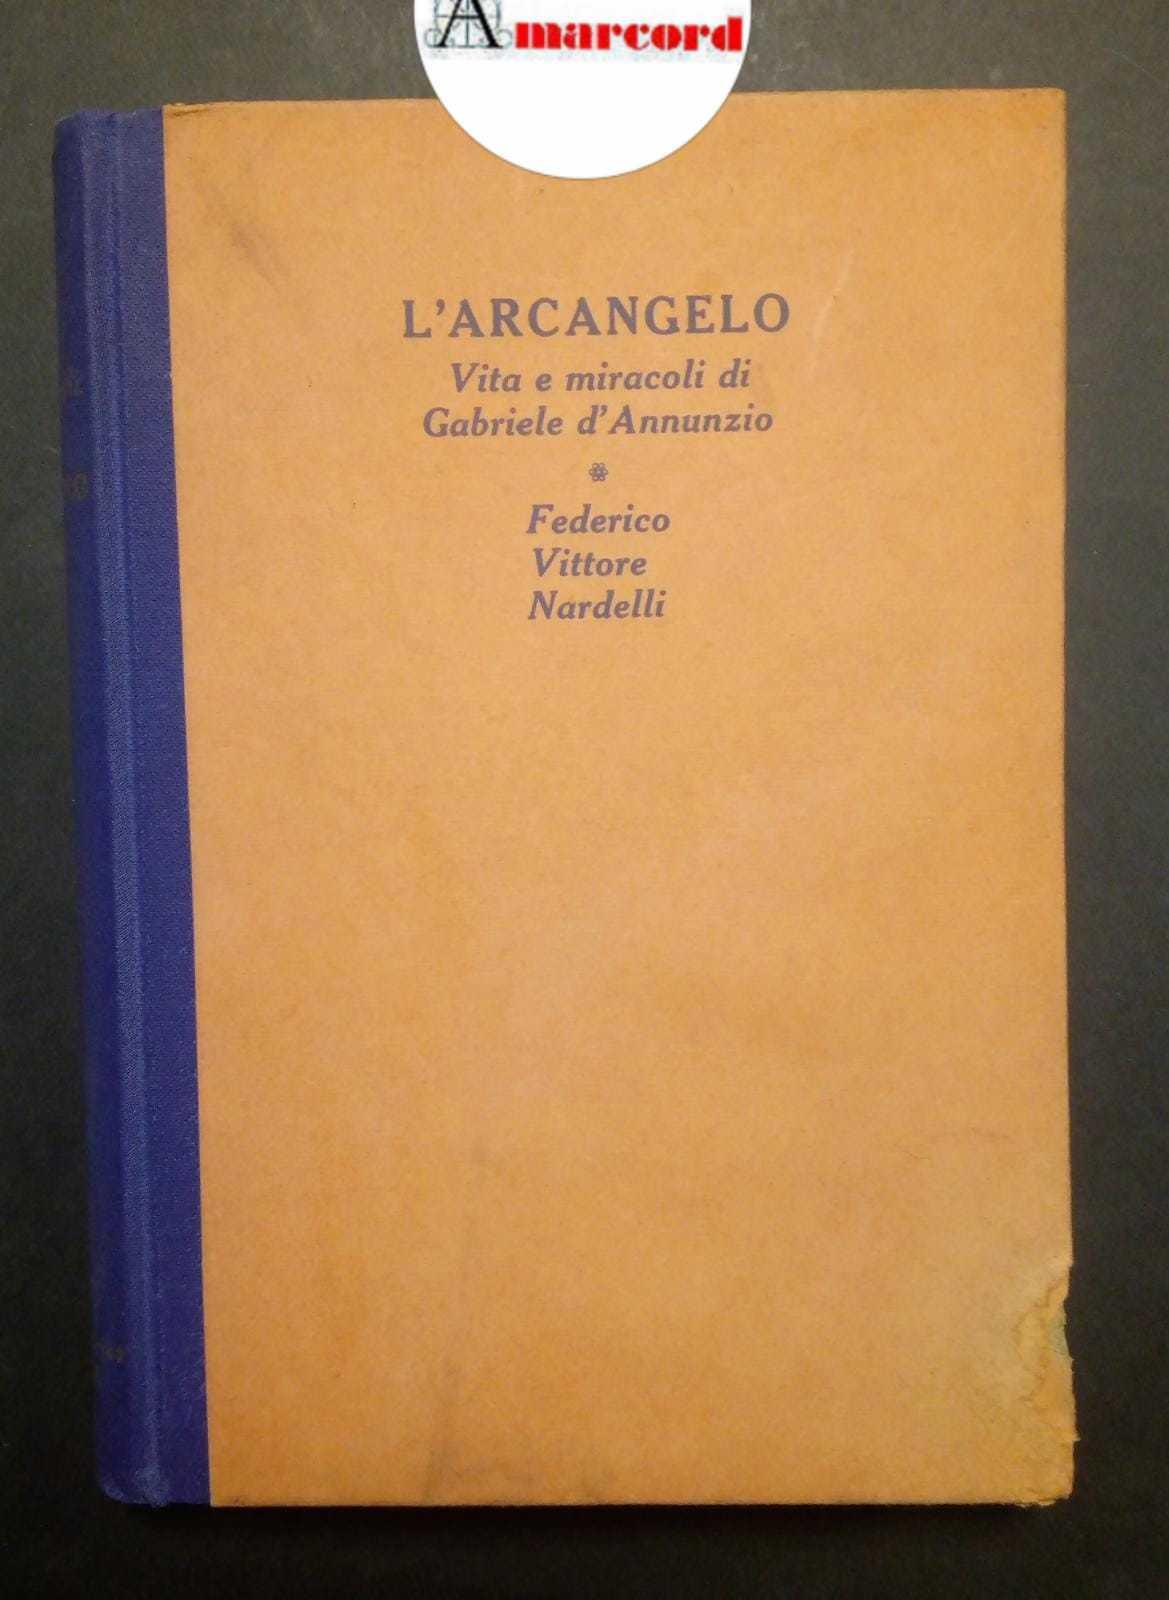 Amarcord
L'ARCANGELO
Vita e miracoli di
Gabriele d'Annunzio
Federico
Vittore
Nardelli